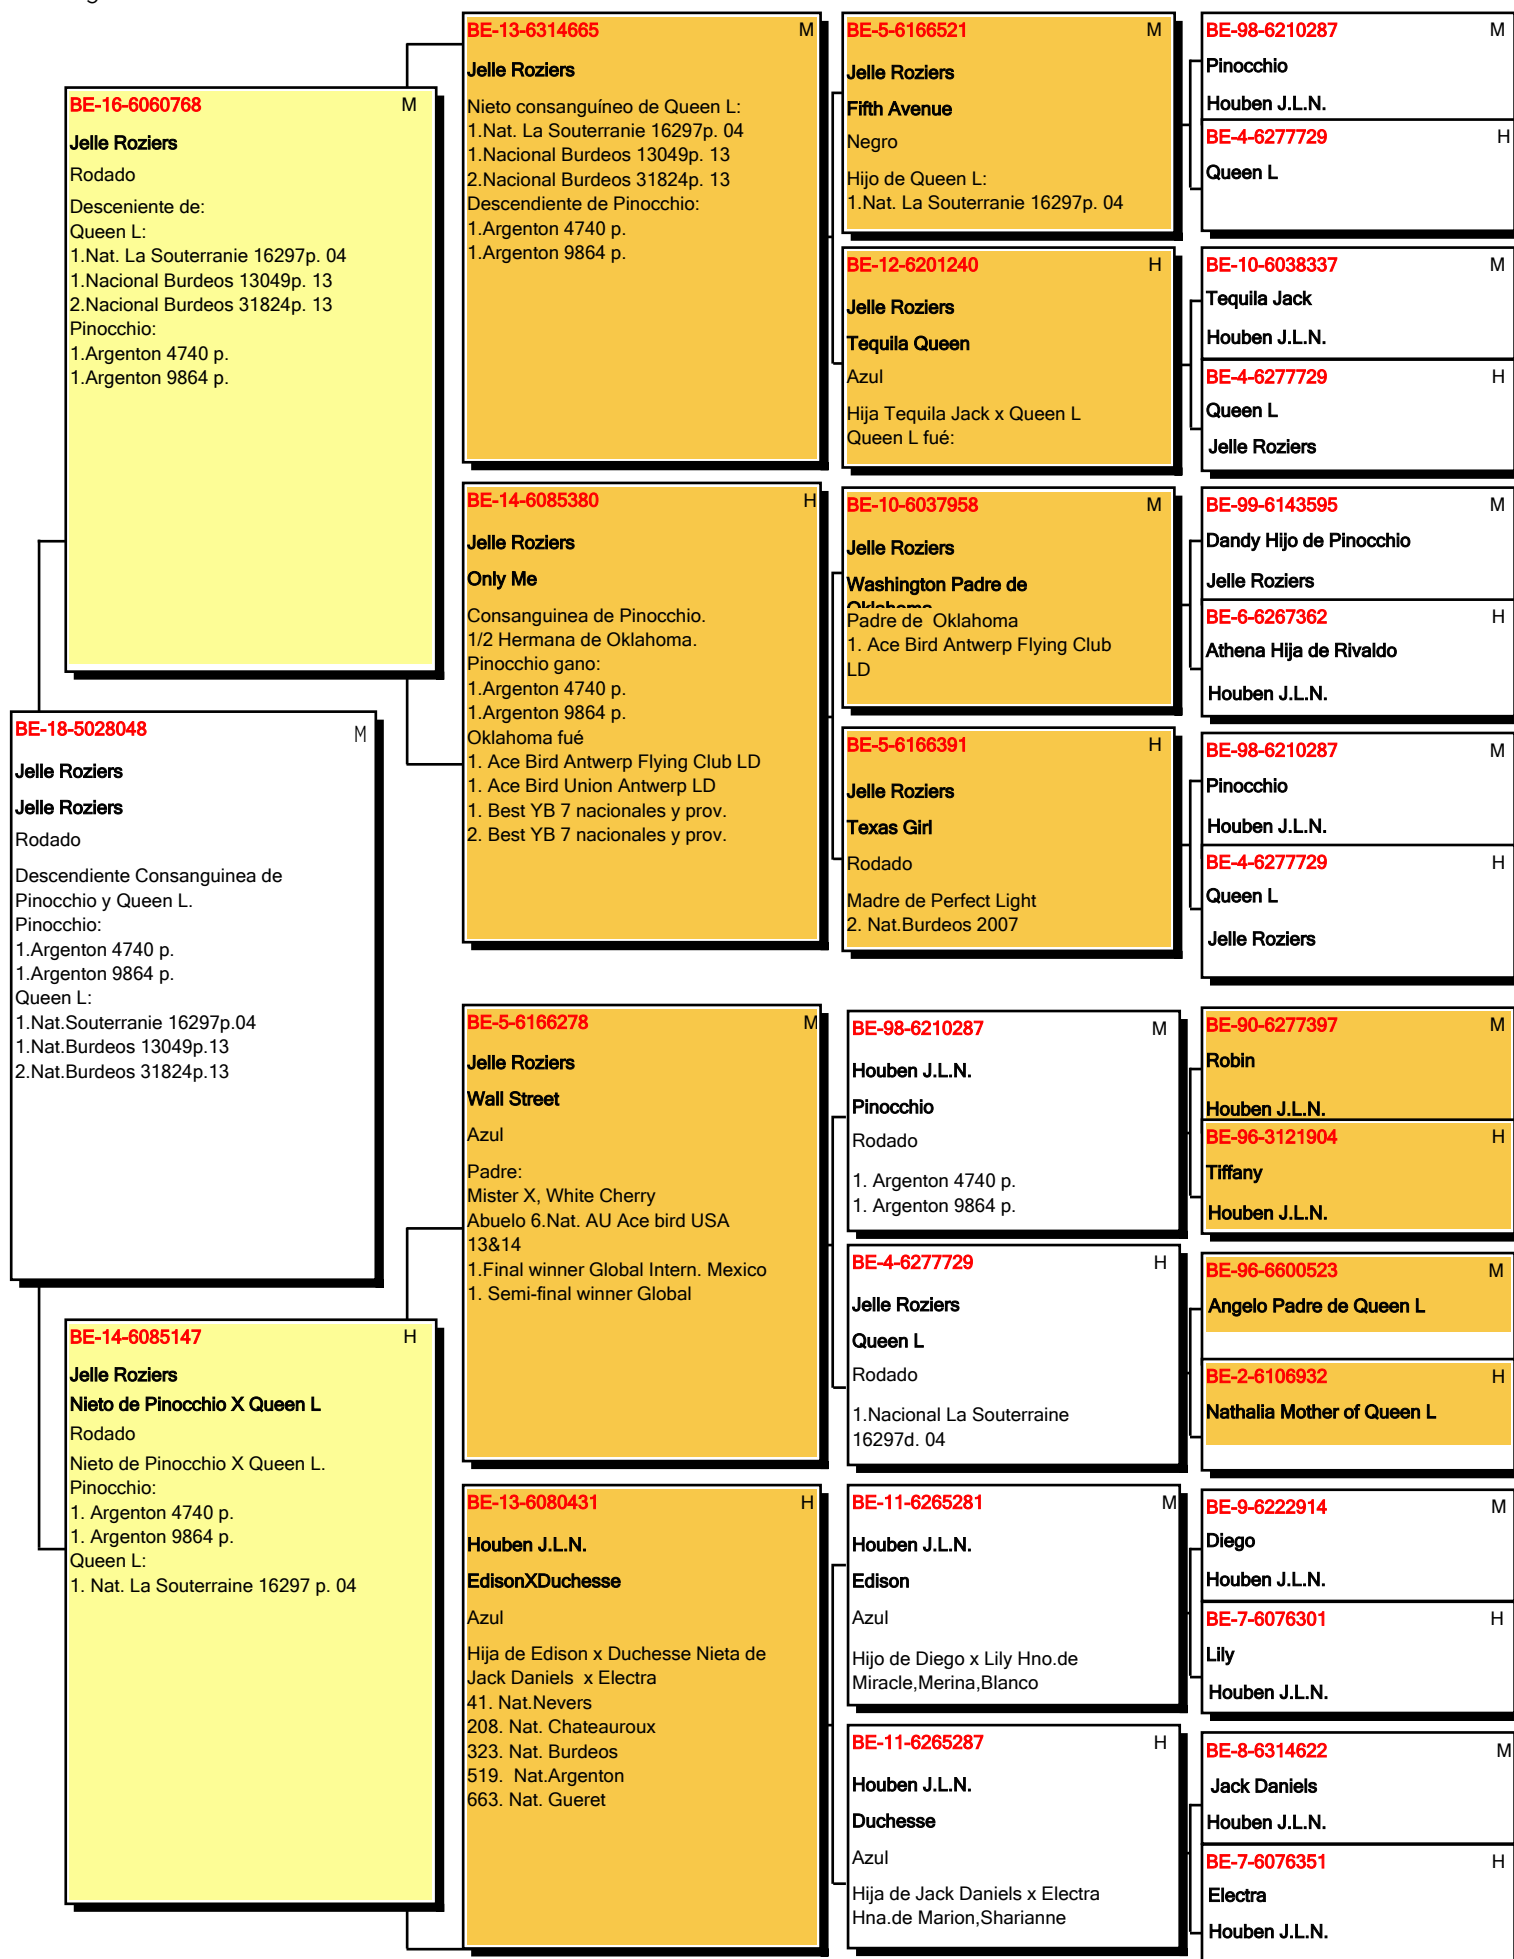 BE-18-5028048 M
Jelle Roziers
Jelle Roziers
Rodado
Descendiente Consanguinea de
Pinocchio y Queen L.
Pinocchio:
1.Argenton 4740 p.
1.Argenton 9864 p.
Queen L:
1.Nat.Souterranie 16297p.04
1.Nat.Burdeos 13049p.13
2.Nat.Burdeos 31824p.13
BE-16-6060768 M
Jelle Roziers
Rodado
Desceniente de:
Queen L:
1.Nat. La Souterranie 16297p. 04
1.Nacional Burdeos 13049p. 13
2.Nacional Burdeos 31824p. 13
Pinocchio:
1.Argenton 4740 p.
1.Argenton 9864 p.
BE-14-6085147 H
Jelle Roziers
Nieto de Pinocchio X Queen L
Rodado
Nieto de Pinocchio X Queen L.
Pinocchio:
1. Argenton 4740 p.
1. Argenton 9864 p.
Queen L:
1. Nat. La Souterraine 16297 p. 04
BE-13-6314665 M
Jelle Roziers
Nieto consanguíneo de Queen L:
1.Nat. La Souterranie 16297p. 04
1.Nacional Burdeos 13049p. 13
2.Nacional Burdeos 31824p. 13
Descendiente de Pinocchio:
1.Argenton 4740 p.
1.Argenton 9864 p.
BE-14-6085380 H
Jelle Roziers
Only Me
Consanguinea de Pinocchio.
1/2 Hermana de Oklahoma.
Pinocchio gano:
1.Argenton 4740 p.
1.Argenton 9864 p.
Oklahoma fué
1. Ace Bird Antwerp Flying Club LD
1. Ace Bird Union Antwerp LD
1. Best YB 7 nacionales y prov.
2. Best YB 7 nacionales y prov.
BE-5-6166278 M
Jelle Roziers
Wall Street
Azul
Padre:
Mister X, White Cherry
Abuelo 6.Nat. AU Ace bird USA
13&14
1.Final winner Global Intern. Mexico
1. Semi-final winner Global
BE-13-6080431 H
Houben J.L.N.
EdisonXDuchesse
Azul
Hija de Edison x Duchesse Nieta de
Jack Daniels x Electra
41. Nat.Nevers
208. Nat. Chateauroux
323. Nat. Burdeos
519. Nat.Argenton
663. Nat. Gueret
BE-5-6166521 M
Jelle Roziers
Fifth Avenue
Negro
Hijo de Queen L:
1.Nat. La Souterranie 16297p. 04
BE-12-6201240 H
Jelle Roziers
Tequila Queen
Azul
Hija Tequila Jack x Queen L
Queen L fué:
BE-10-6037958 M
Jelle Roziers
Washington Padre de
Oklahoma
Padre de Oklahoma
1. Ace Bird Antwerp Flying Club
LD
BE-5-6166391 H
Jelle Roziers
Texas Girl
Rodado
Madre de Perfect Light
2. Nat.Burdeos 2007
BE-98-6210287 M
Houben J.L.N.
Pinocchio
Rodado
1. Argenton 4740 p.
1. Argenton 9864 p.
BE-4-6277729 H
Jelle Roziers
Queen L
Rodado
1.Nacional La Souterraine
16297d. 04
BE-11-6265281 M
Houben J.L.N.
Edison
Azul
Hijo de Diego x Lily Hno.de
Miracle,Merina,Blanco
BE-11-6265287 H
Houben J.L.N.
Duchesse
Azul
Hija de Jack Daniels x Electra
Hna.de Marion,Sharianne
BE-98-6210287 M
Pinocchio
Houben J.L.N.
BE-4-6277729 H
Queen L
BE-10-6038337 M
Tequila Jack
Houben J.L.N.
BE-4-6277729 H
Queen L
Jelle Roziers
BE-99-6143595 M
Dandy Hijo de Pinocchio
Jelle Roziers
BE-6-6267362 H
Athena Hija de Rivaldo
Houben J.L.N.
BE-98-6210287 M
Pinocchio
Houben J.L.N.
BE-4-6277729 H
Queen L
Jelle Roziers
BE-90-6277397 M
Robin
Houben J.L.N.
BE-96-3121904 H
Tiffany
Houben J.L.N.
BE-96-6600523 M
Angelo Padre de Queen L
BE-2-6106932 H
Nathalia Mother of Queen L
BE-9-6222914 M
Diego
Houben J.L.N.
BE-7-6076301 H
Lily
Houben J.L.N.
BE-8-6314622 M
Jack Daniels
Houben J.L.N.
BE-7-6076351 H
Electra
Houben J.L.N.